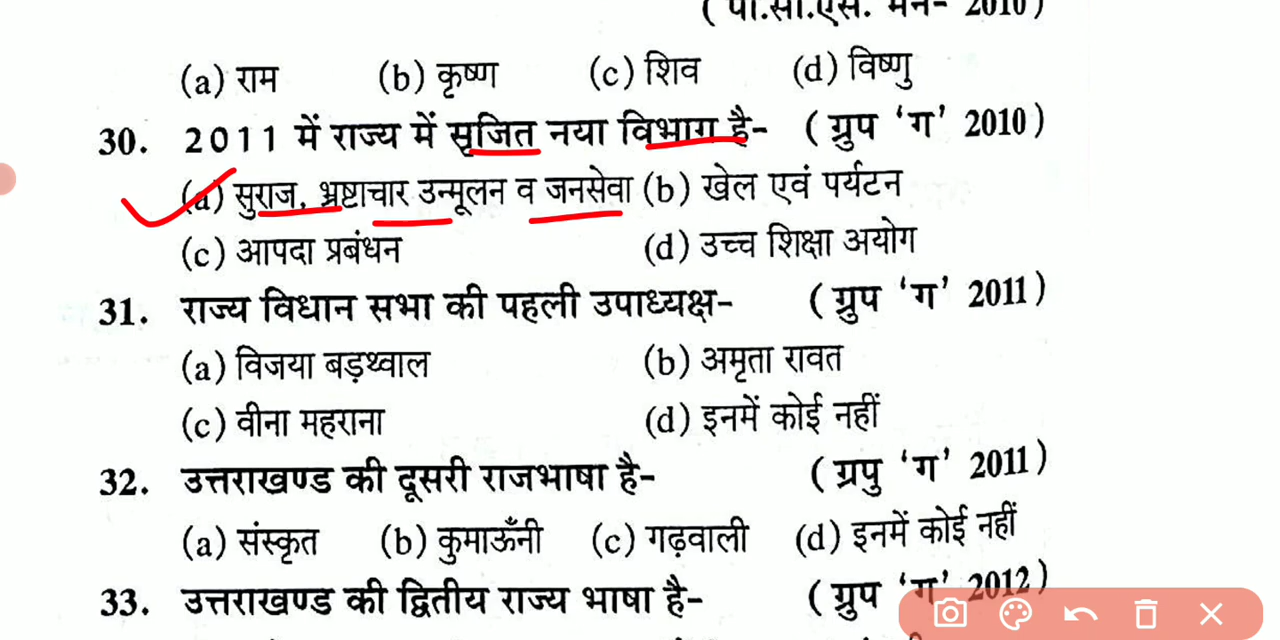 (पी.सी.एस. मेन- 2010)
(a) राम (b) कृष्ण (c) शिव (d) विष्णु
30. 2011 में राज्य में सृजित नया विभाग है- (ग्रुप ‘ग’ 2010)
(a) सुराज, भ्रष्टाचार उन्मूलन व जनसेवा (b) खेल एवं पर्यटन
(c) आपदा प्रबंधन (d) उच्च शिक्षा अयोग
31. राज्य विधान सभा की पहली उपाध्यक्ष- (ग्रुप ‘ग’ 2011)
(a) विजया बड़थ्वाल (b) अमृता रावत
(c) वीना महराना (d) इनमें कोई नहीं
32. उत्तराखण्ड की दूसरी राजभाषा है- (ग्रपु ‘ग’ 2011)
(a) संस्कृत (b) कुमाऊँनी (c) गढ़वाली (d) इनमें कोई नहीं
33. उत्तराखण्ड की द्वितीय राज्य भाषा है- (ग्रुप ‘ग’ 2012)